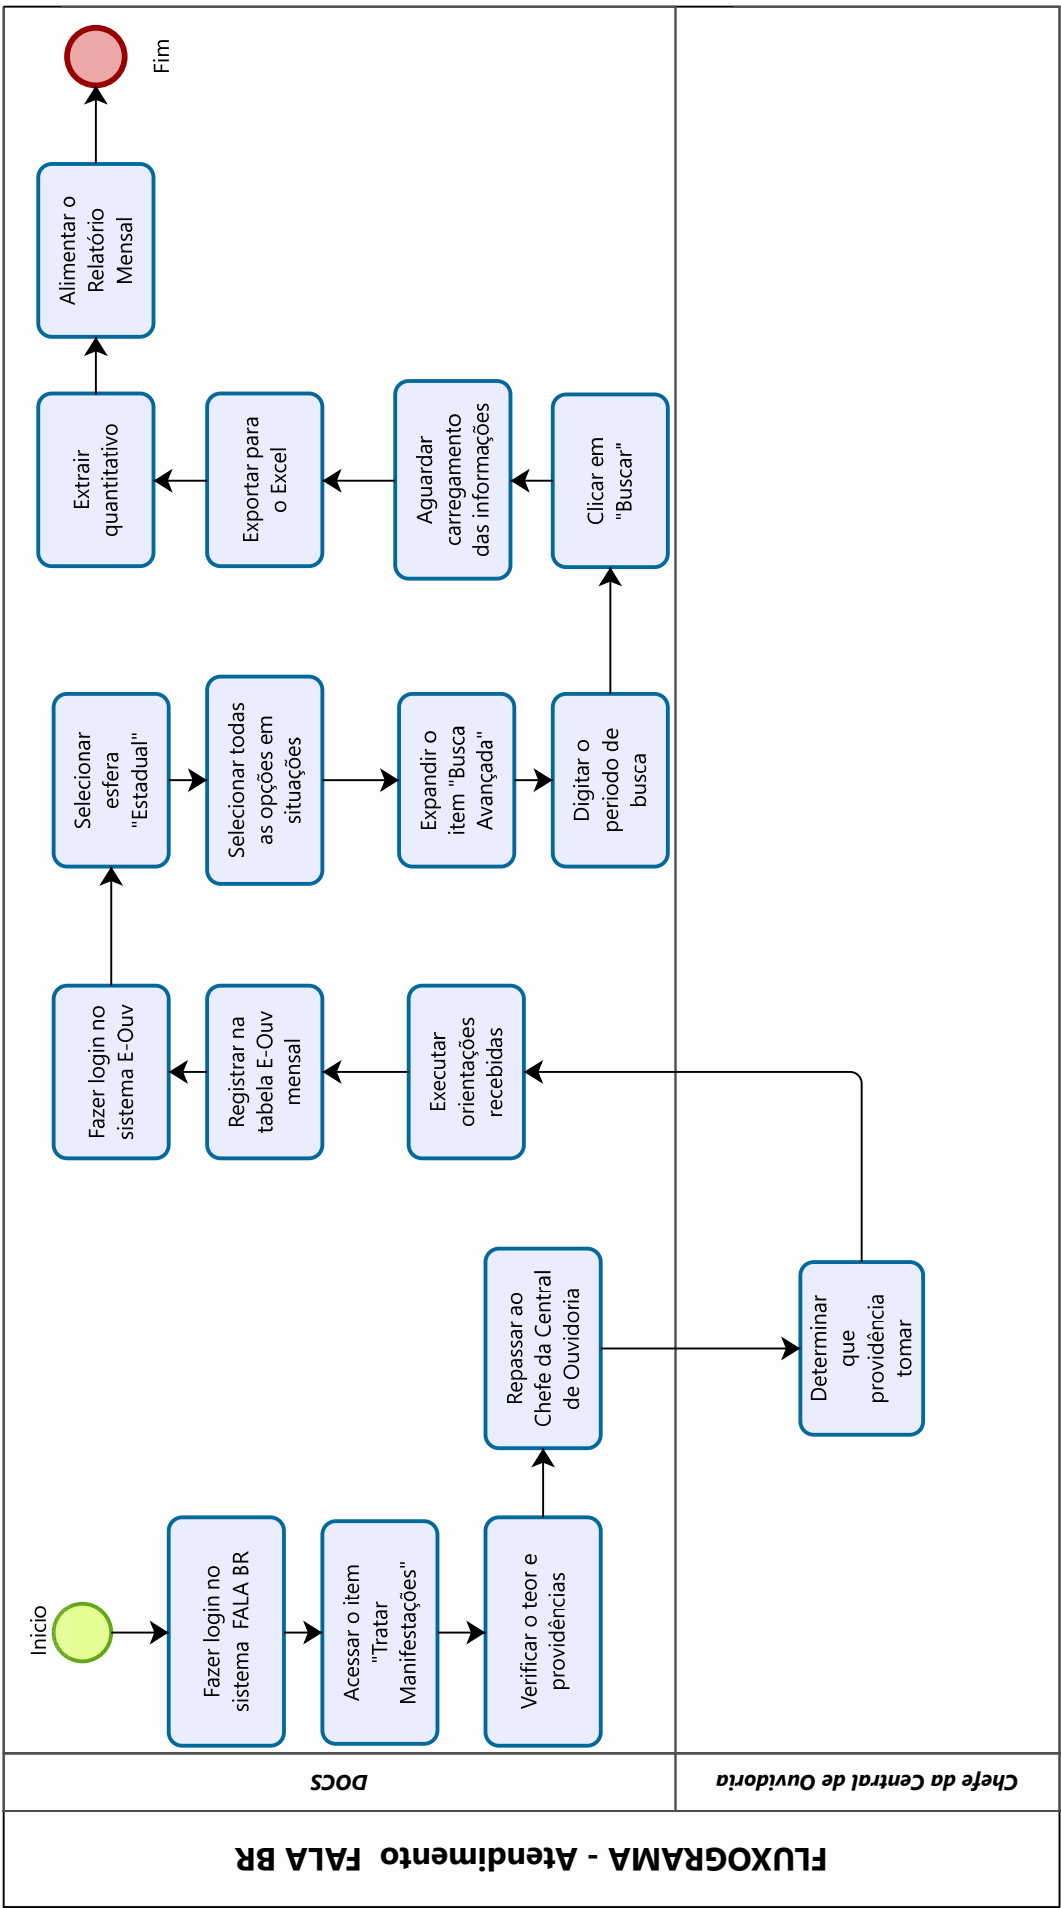 FLUXOGRAMA - Atendimento  FALA BR
DOCS
Chefe da Central de Ouvidoria
Inicio
Fazer login no
sistema  FALA BR
Acessar o item
"Tratar
Manifestações"
Verificar o teor e
providências
Repassar ao
Chefe da Central
de Ouvidoria
Determinar
que
providência
tomar
Executar
orientações
recebidas
Registrar na
tabela E-Ouv
mensal
Fazer login no
sistema E-Ouv
Selecionar
esfera
"Estadual"
Selecionar todas
as opções em
situações
Expandir o
item "Busca
Avançada"
Digitar o
periodo de
busca
Clicar em
"Buscar"
Aguardar
carregamento
das informações
Exportar para
o Excel
Extrair
quantitativo
Alimentar o
Relatório
Mensal
Fim